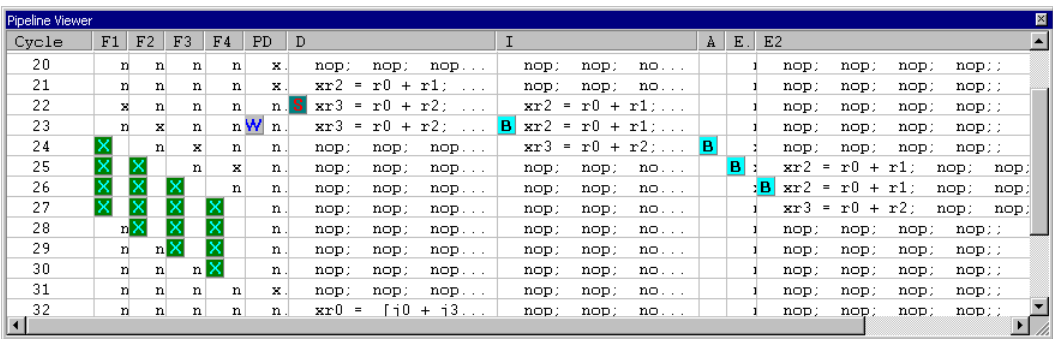 Pipeline Viewer
Cycle F1 F2 F3 F4 PD D I A E. E2
20 n n n n x. nop; nop; nop... nop; nop; no... nop; nop; nop; nop;;
21 n n n n x. xr2 = r0 + r1; ... nop; nop; no... nop; nop; nop; nop;;
22 x n n n n. S xr3 = r0 + r2; ... xr2 = r0 + r1;... nop; nop; nop; nop;;
23 n x n n W n. xr3 = r0 + r2; ... B xr2 = r0 + r1;... nop; nop; nop; nop;;
24 X n x n n. nop; nop; nop... xr3 = r0 + r2;... B nop; nop; nop; nop;;
25 X X n x n. nop; nop; nop... nop; nop; no... B xr2 = r0 + r1; nop; nop;
26 X X X n n. nop; nop; nop... nop; nop; no... B xr2 = r0 + r1; nop; nop;
27 X X X X n. nop; nop; nop... nop; nop; no... xr3 = r0 + r2; nop; nop;
28 n X X X n. nop; nop; nop... nop; nop; no... nop; nop; nop; nop;;
29 n n X X n. nop; nop; nop... nop; nop; no... nop; nop; nop; nop;;
30 n n n X n. nop; nop; nop... nop; nop; no... nop; nop; nop; nop;;
31 n n n n x. nop; nop; nop... nop; nop; no... nop; nop; nop; nop;;
32 n n n n n. xr0 = [j0 + j3... nop; nop; no... nop; nop; nop; nop;;